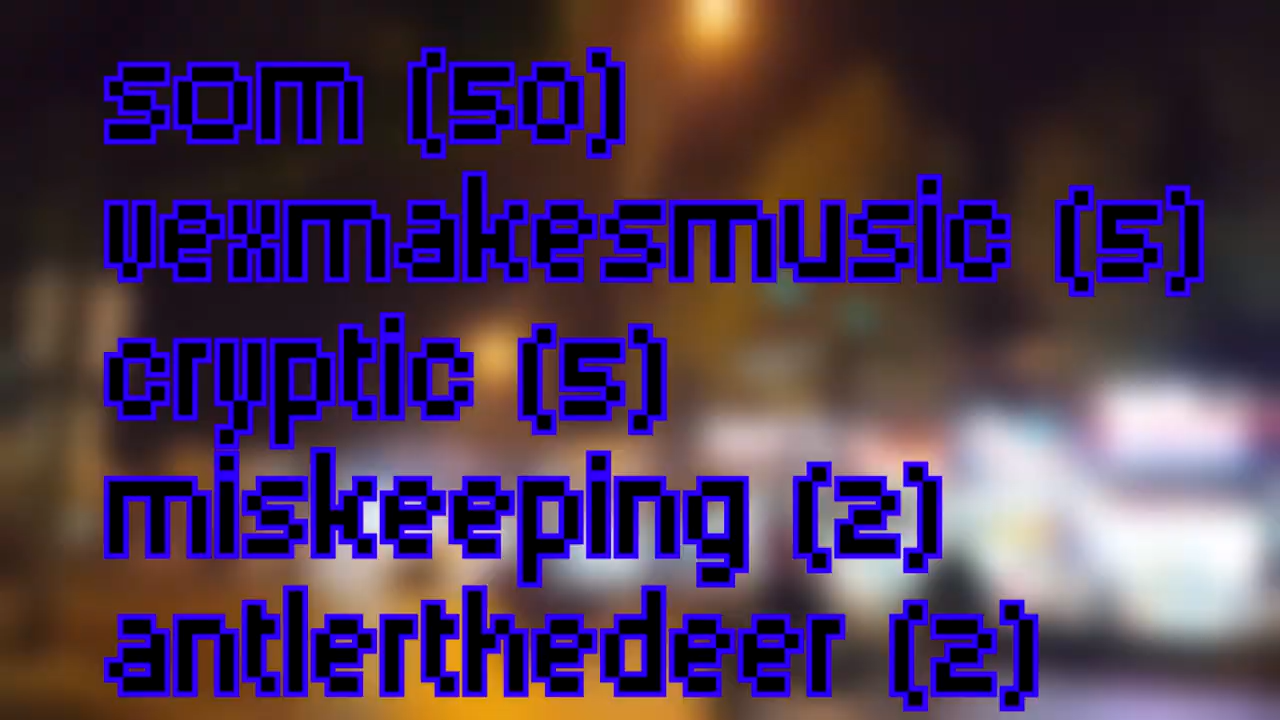 som (50)
vexmakesmusic (5)
cryptic (5)
miskeeping (2)
antlerthedeer (2)